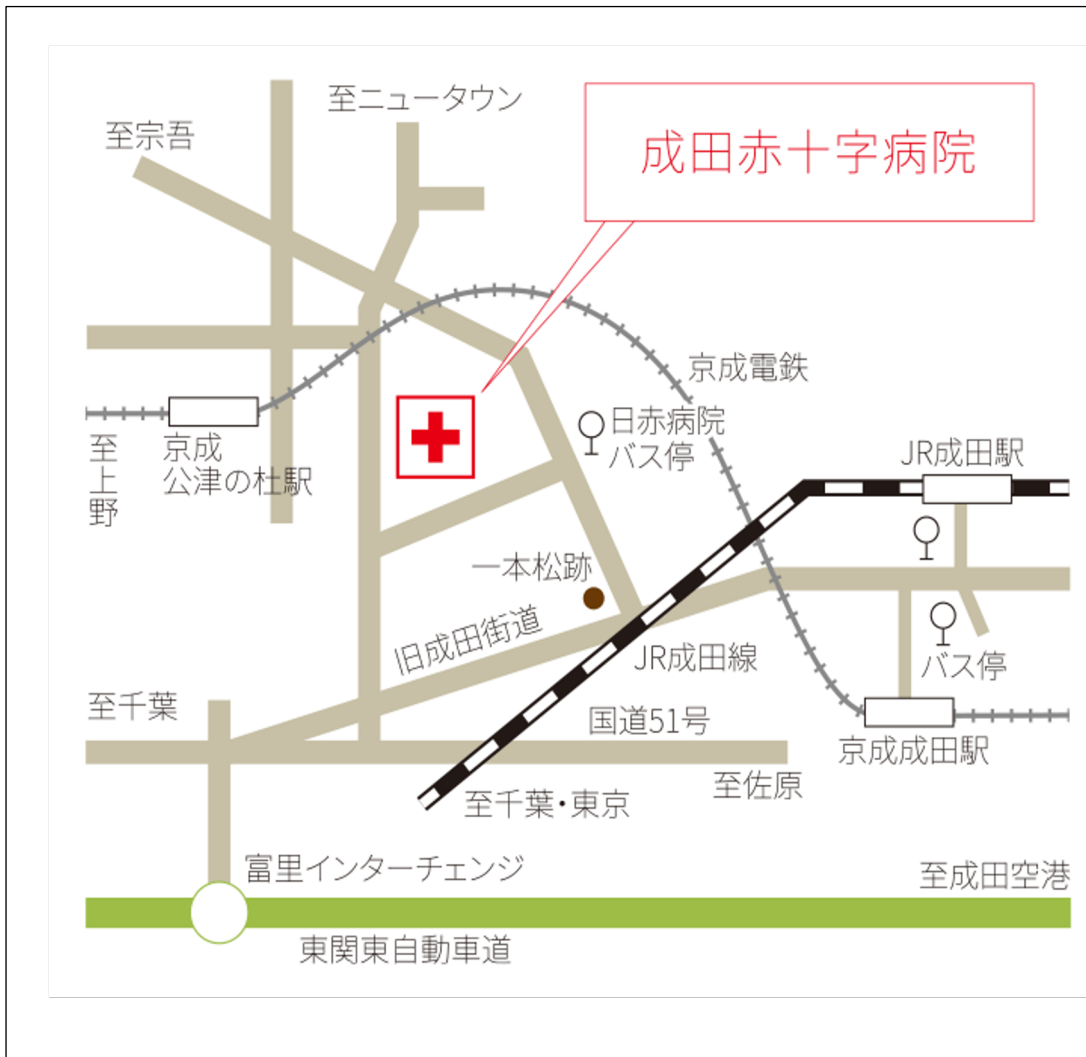 至ニュータウン
至宗吾
成田赤十字病院
京成電鉄
日赤病院
バス停
京成
公津の杜駅
至上野
JR成田駅
一本松跡
旧成田街道
JR成田線
バス停
至千葉
国道51号
京成成田駅
至佐原
至千葉・東京
富里インターチェンジ
至成田空港
東関東自動車道